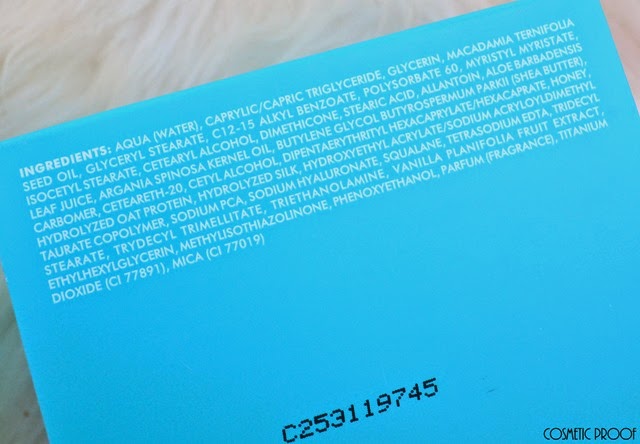 INGREDIENTS: AQUA (WATER), CAPRYLIC/CAPRIC TRIGLYCERIDE, GLYCERIN, MACADAMIA TERNIFOLIA
SEED OIL, GLYCERYL STEARATE, C12-15 ALKYL BENZOATE, POLYSORBATE 60, MYRISTYL MYRISTATE,
ISOCETYL STEARATE, CETEARYL ALCOHOL, DIMETHICONE, STEARIC ACID, ALLANTOIN, ALOE BARBADENSIS
LEAF JUICE, ARGANIA SPINOSA KERNEL OIL, BUTYLENE GLYCOL BUTYROSPERMUM PARKII (SHEA BUTTER),
CARBOMER, CETEARETH-20, CETYL ALCOHOL, DIPENTAERYTHRITYL HEXACAPRYLATE/HEXACAPRATE, HONEY,
HYDROLYZED OAT PROTEIN, HYDROLYZED SILK, HYDROXYETHYL ACRYLATE/SODIUM ACRYLOYLDIMETHYL
TAURATE COPOLYMER, SODIUM PCA, SODIUM HYALURONATE, SQUALANE, TETRASODIUM EDTA, TRIDECYL
STEARATE, TRYDECYL TRIMELLITATE, TRIETHANOLAMINE, VANILLA PLANIFOLIA FRUIT EXTRACT,
ETHYLHEXYLGLYCERIN, METHYLISOTHIAZOLINONE, PHENOXYETHANOL, PARFUM (FRAGRANCE), TITANIUM
DIOXIDE (CI 77891), MICA (CI 77019)
C253119745
COSMETIC PROOF